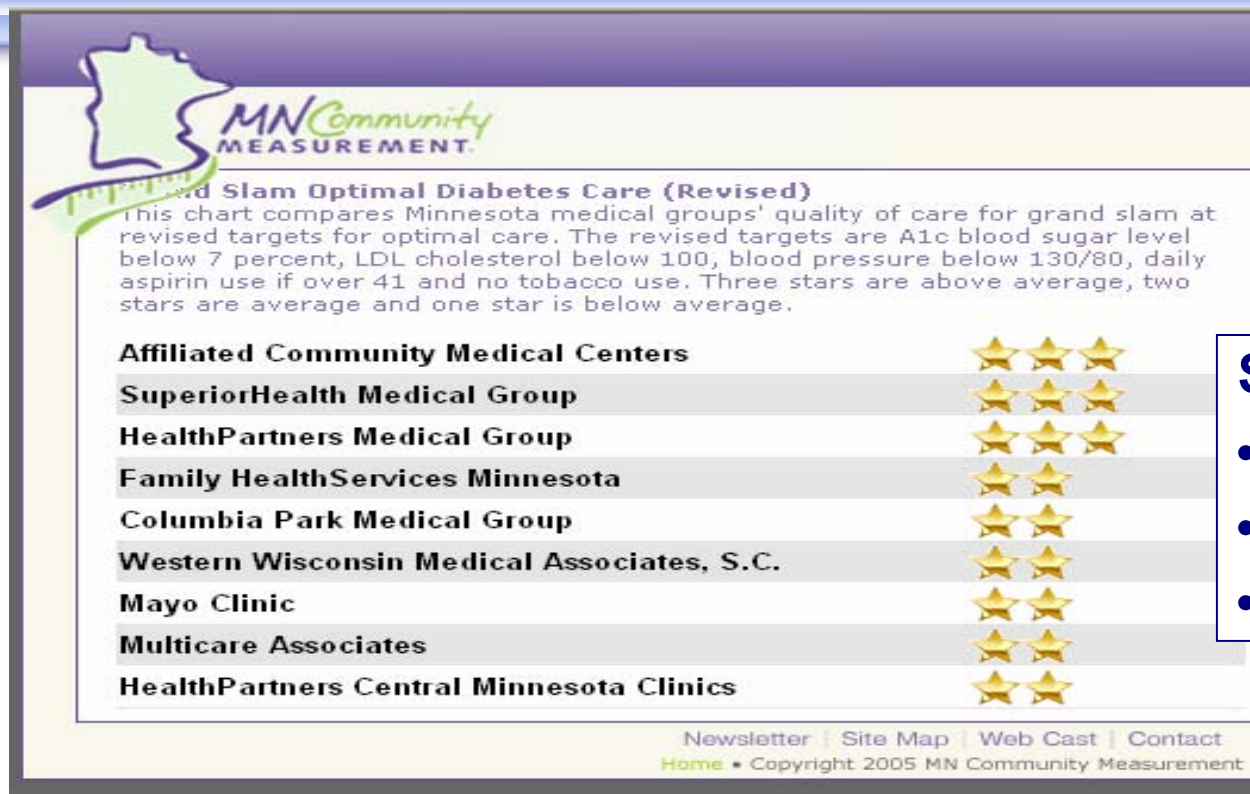 MN Community
MEASUREMENT
Slam Optimal Diabetes Care (Revised)
This chart compares Minnesota medical groups' quality of care for grand slam at
revised targets for optimal care. The revised targets are A1c blood sugar level
below 7 percent, LDL cholesterol below 100, blood pressure below 130/80, daily
aspirin use if over 41 and no tobacco use. Three stars are above average, two
stars are average and one star is below average.
Affiliated Community Medical Centers
SuperiorHealth Medical Group
HealthPartners Medical Group
Family HealthServices Minnesota
Columbia Park Medical Group
Western Wisconsin Medical Associates, S.C.
Mayo Clinic
Multicare Associates
HealthPartners Central Minnesota Clinics
Newsletter | Site Map | Web Cast | Contact
Home • Copyright 2005 MN Community Measurement